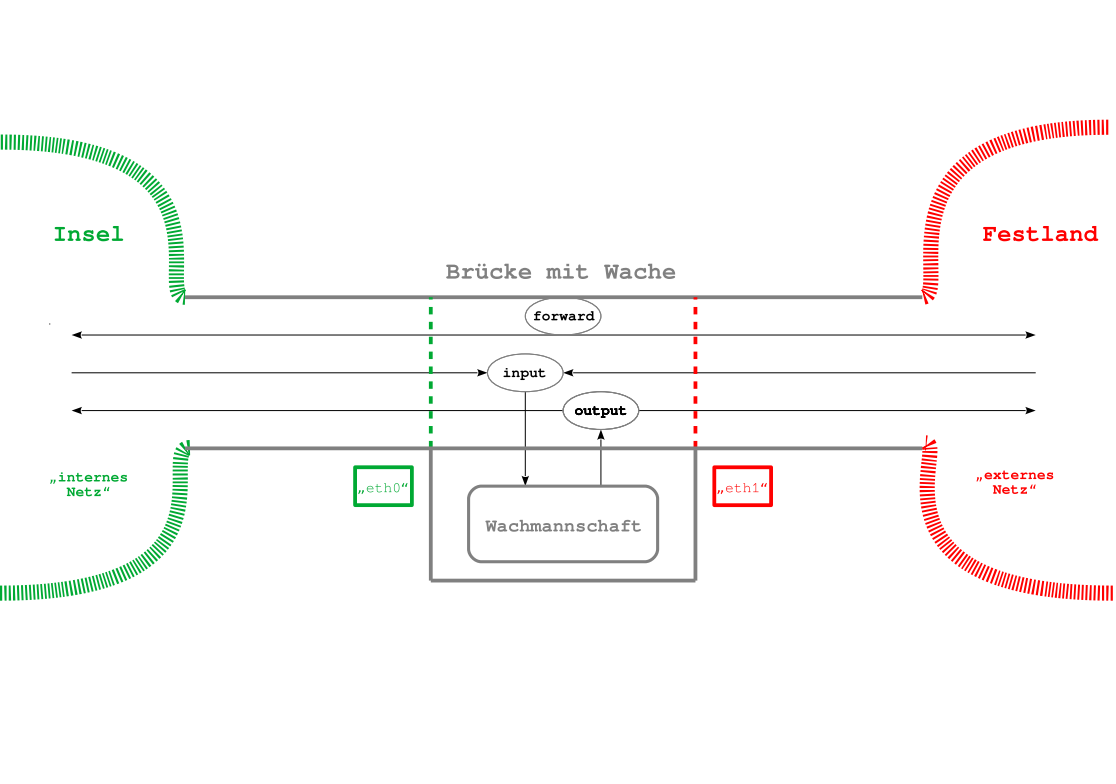 Insel
Festland
Brücke mit Wache
forward
input
output
„internes
Netz“
„externes
Netz“
„eth0“
„eth1“
Wachmannschaft